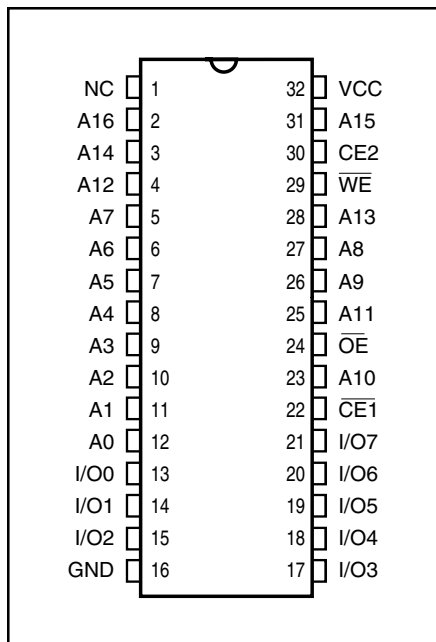 NC 1 32 VCC
A16 2 31 A15
A14 3 30 CE2
A12 4 29 W̅E̅
A7 5 28 A13
A6 6 27 A8
A5 7 26 A9
A4 8 25 A11
A3 9 24 O̅E̅
A2 10 23 A10
A1 11 22 C̅E̅1̅
A0 12 21 I/O7
I/O0 13 20 I/O6
I/O1 14 19 I/O5
I/O2 15 18 I/O4
GND 16 17 I/O3